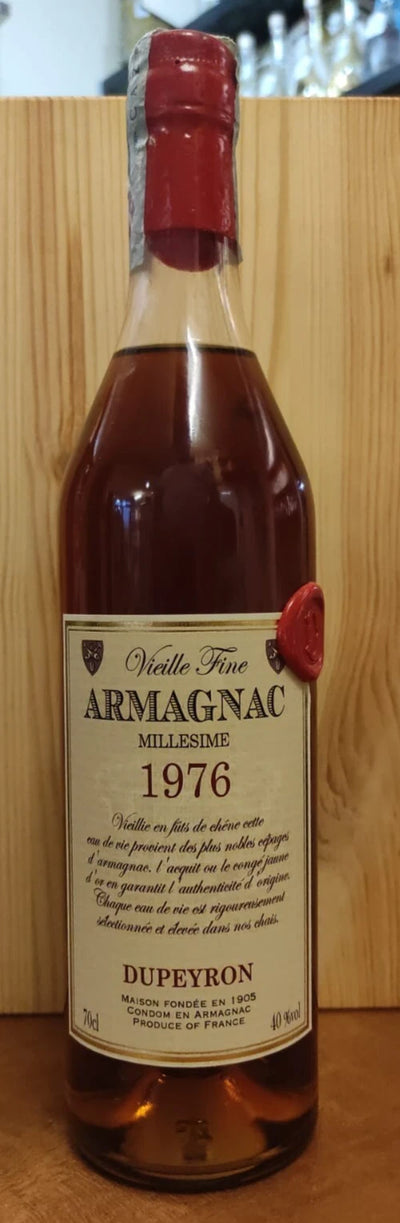 Vieille Fine
ARMAGNAC
MILLESIME
1976
Vieillie en fûts de chêne cette
eau de vie provient des plus nobles cépages
d'armagnac. l'acquit ou le congé jaune
d'or en garantit l'authenticité d'origine.
Chaque eau de vie est rigoureusement
sélectionnée et élevée dans nos chais.
DUPEYRON
MAISON FONDÉE EN 1905
CONDOM EN ARMAGNAC
PRODUCE OF FRANCE
70cl
40 %vol